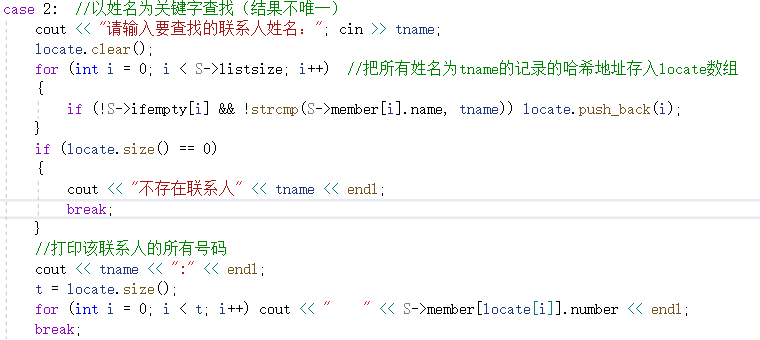 case 2:  //以姓名为关键字查找（结果不唯一）
    cout << "请输入要查找的联系人姓名："; cin >> tname;
    locate.clear();
    for (int i = 0; i < S->listsize; i++)  //把所有姓名为tname的记录的哈希地址存入locate数组
    {
        if (!S->ifempty[i] && !strcmp(S->member[i].name, tname)) locate.push_back(i);
    }
    if (locate.size() == 0)
    {
        cout << "不存在联系人" << tname << endl;
        break;
    }
    //打印该联系人的所有号码
    cout << tname << ":" << endl;
    t = locate.size();
    for (int i = 0; i < t; i++) cout << "    " << S->member[locate[i]].number << endl;
    break;